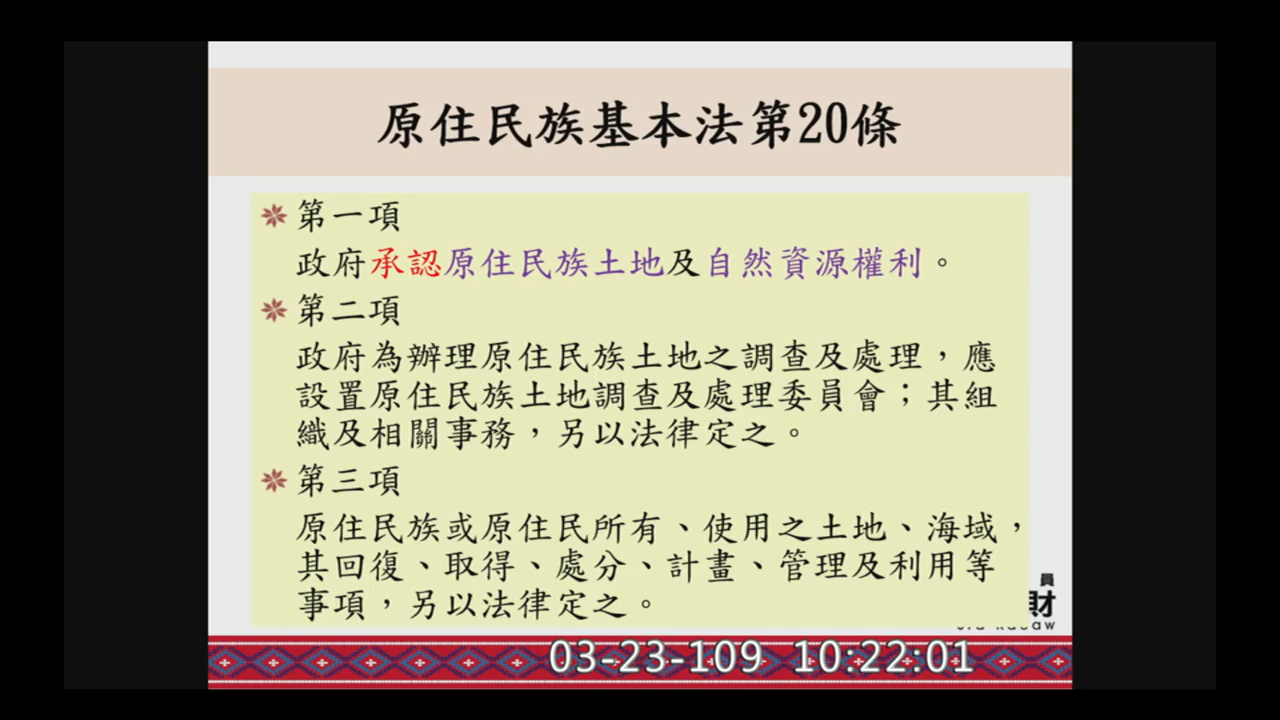 原住民族基本法第20條
第一項
政府承認原住民族土地及自然資源權利。
第二項
政府為辦理原住民族土地之調查及處理，應
設置原住民族土地調查及處理委員會；其組
織及相關事務，另以法律定之。
第三項
原住民族或原住民所有、使用之土地、海域，
其回復、取得、處分、計畫、管理及利用等
事項，另以法律定之。
員
財
03-23-109 10:22:01